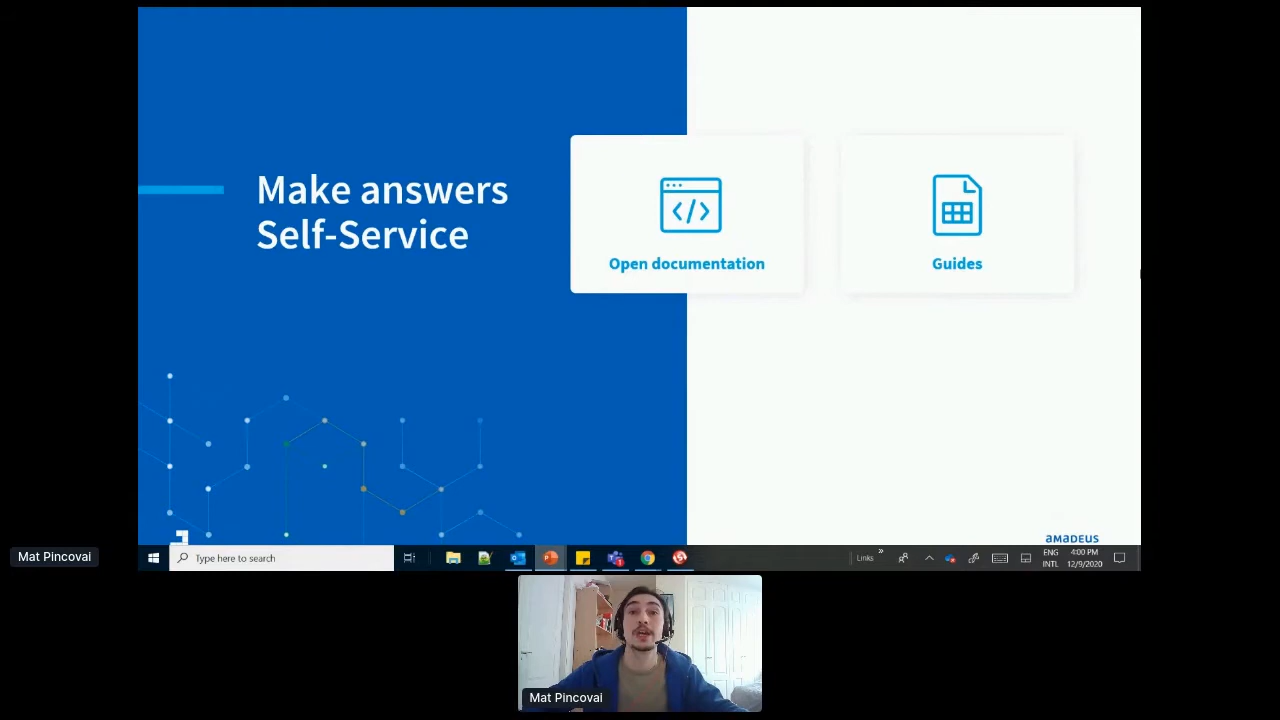 Make answers
Self-Service
Open documentation
Guides
amadeus
Type here to search
Links
»
ENG
INTL
4:00 PM
12/9/2020
Mat Pincovai
Mat Pincovai